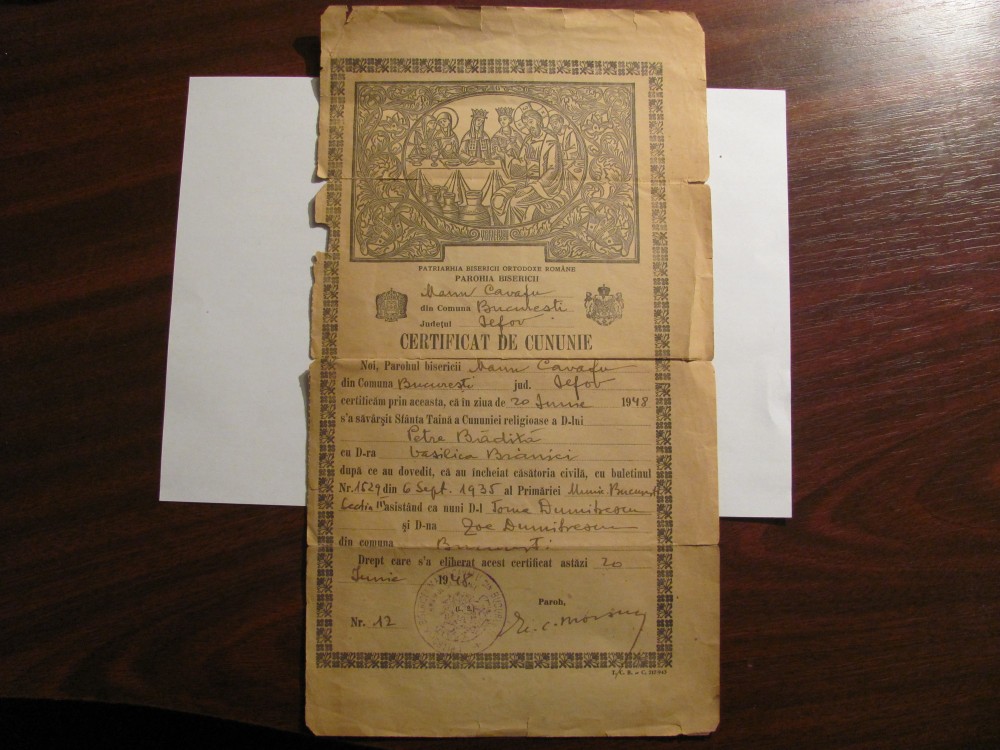 PATRIARHIA BISERICII ORTODOXE ROMÂNE
PAROHIA BISERICII
Manu Cavafu
din Comuna București
Județul Ilfov
CERTIFICAT DE CUNUNIE
Noi, Parohul bisericii Manu Cavafu
din Comuna București jud. Ilfov
certificăm prin aceasta, că în ziua de 20 Iunie 1948
s'a săvârșit Sfânta Taină a Cununiei religioase a D-lui
Petre Brădiță
cu D-ra Vasilica Brânici
după ce au dovedit, că au încheiat căsătoria civilă, cu buletinul
Nr. 1529 din 6 Sept. 1935 al Primăriei Munic. București
asistând ca nuni D-l Toma Dumitrescu
și D-na Zoe Dumitrescu
din comuna București
Drept care s'a eliberat acest certificat astăzi 20
Iunie 1948
Paroh,
Nr. 12